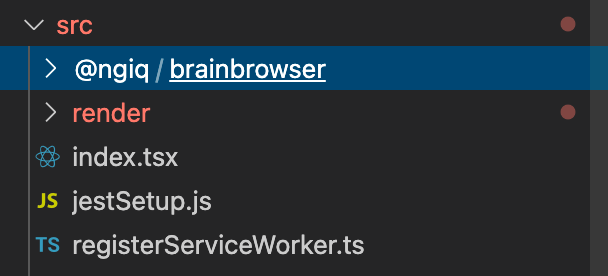 src
@ngiq / brainbrowser
render
index.tsx
JS jestSetup.js
TS registerServiceWorker.ts